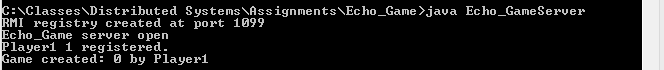 C:\Classes\Distributed Systems\Assignments\Echo_Game>java Echo_GameServer
RMI registry created at port 1099
Echo_Game server open
Player1 1 registered.
Game created: 0 by Player1